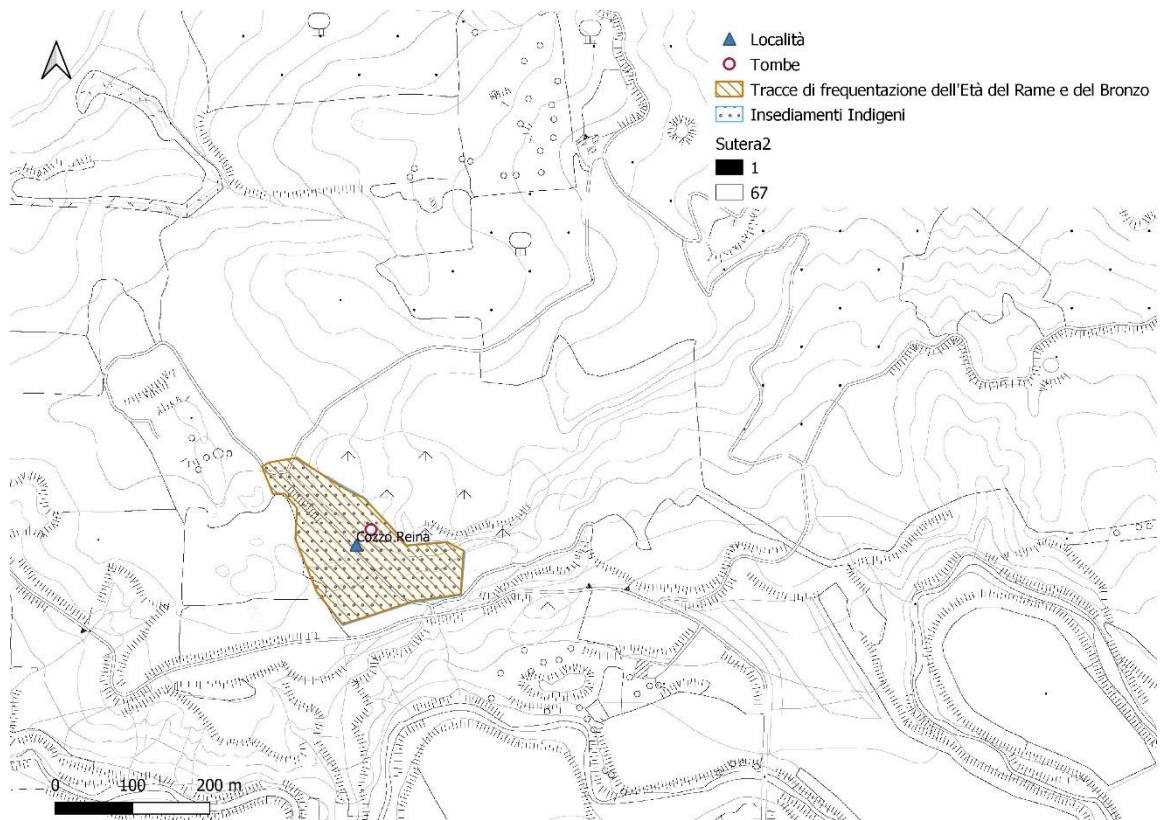 Località
Tombe
Tracce di frequentazione dell'Età del Rame e del Bronzo
Insediamenti Indigeni
Sutera2
1
67
Cozzo Reina
0 100 200 m